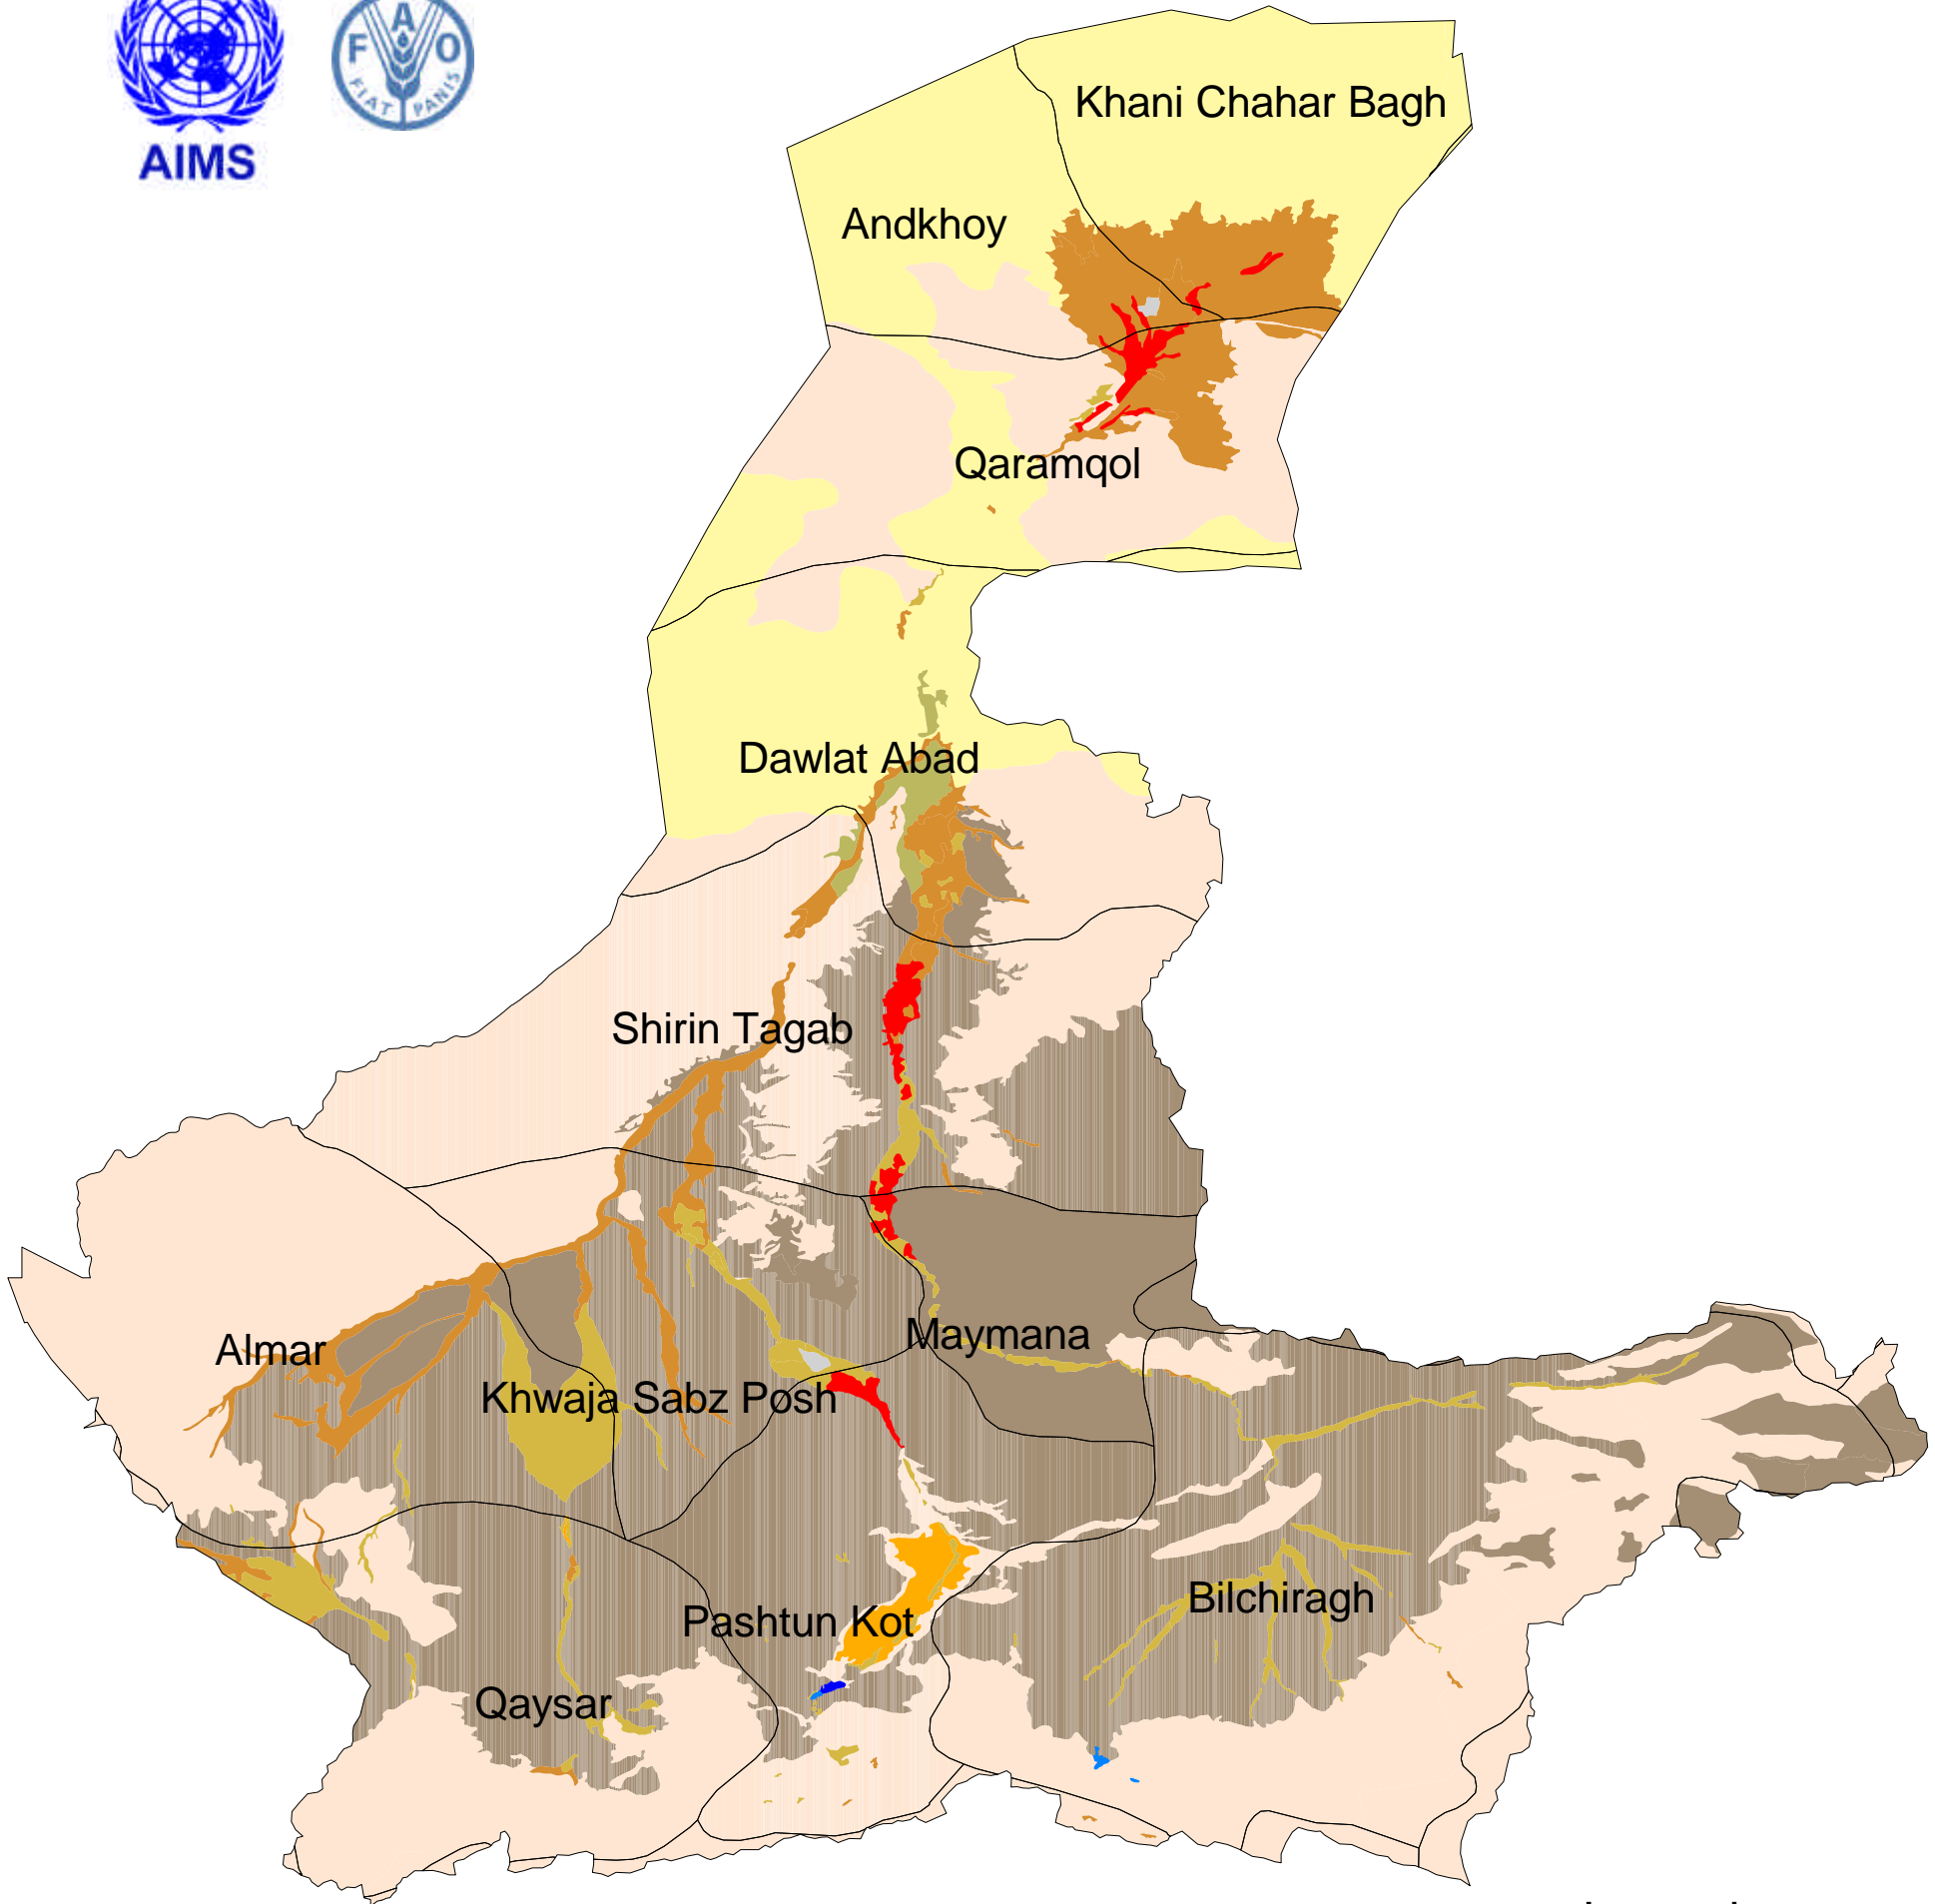 FAO
FIAT PANIS
AIMS
Khani Chahar Bagh
Andkhoy
Qaramqol
Dawlat Abad
Shirin Tagab
Almar
Maymana
Khwaja Sabz Posh
Bilchiragh
Pashtun Kot
Qaysar